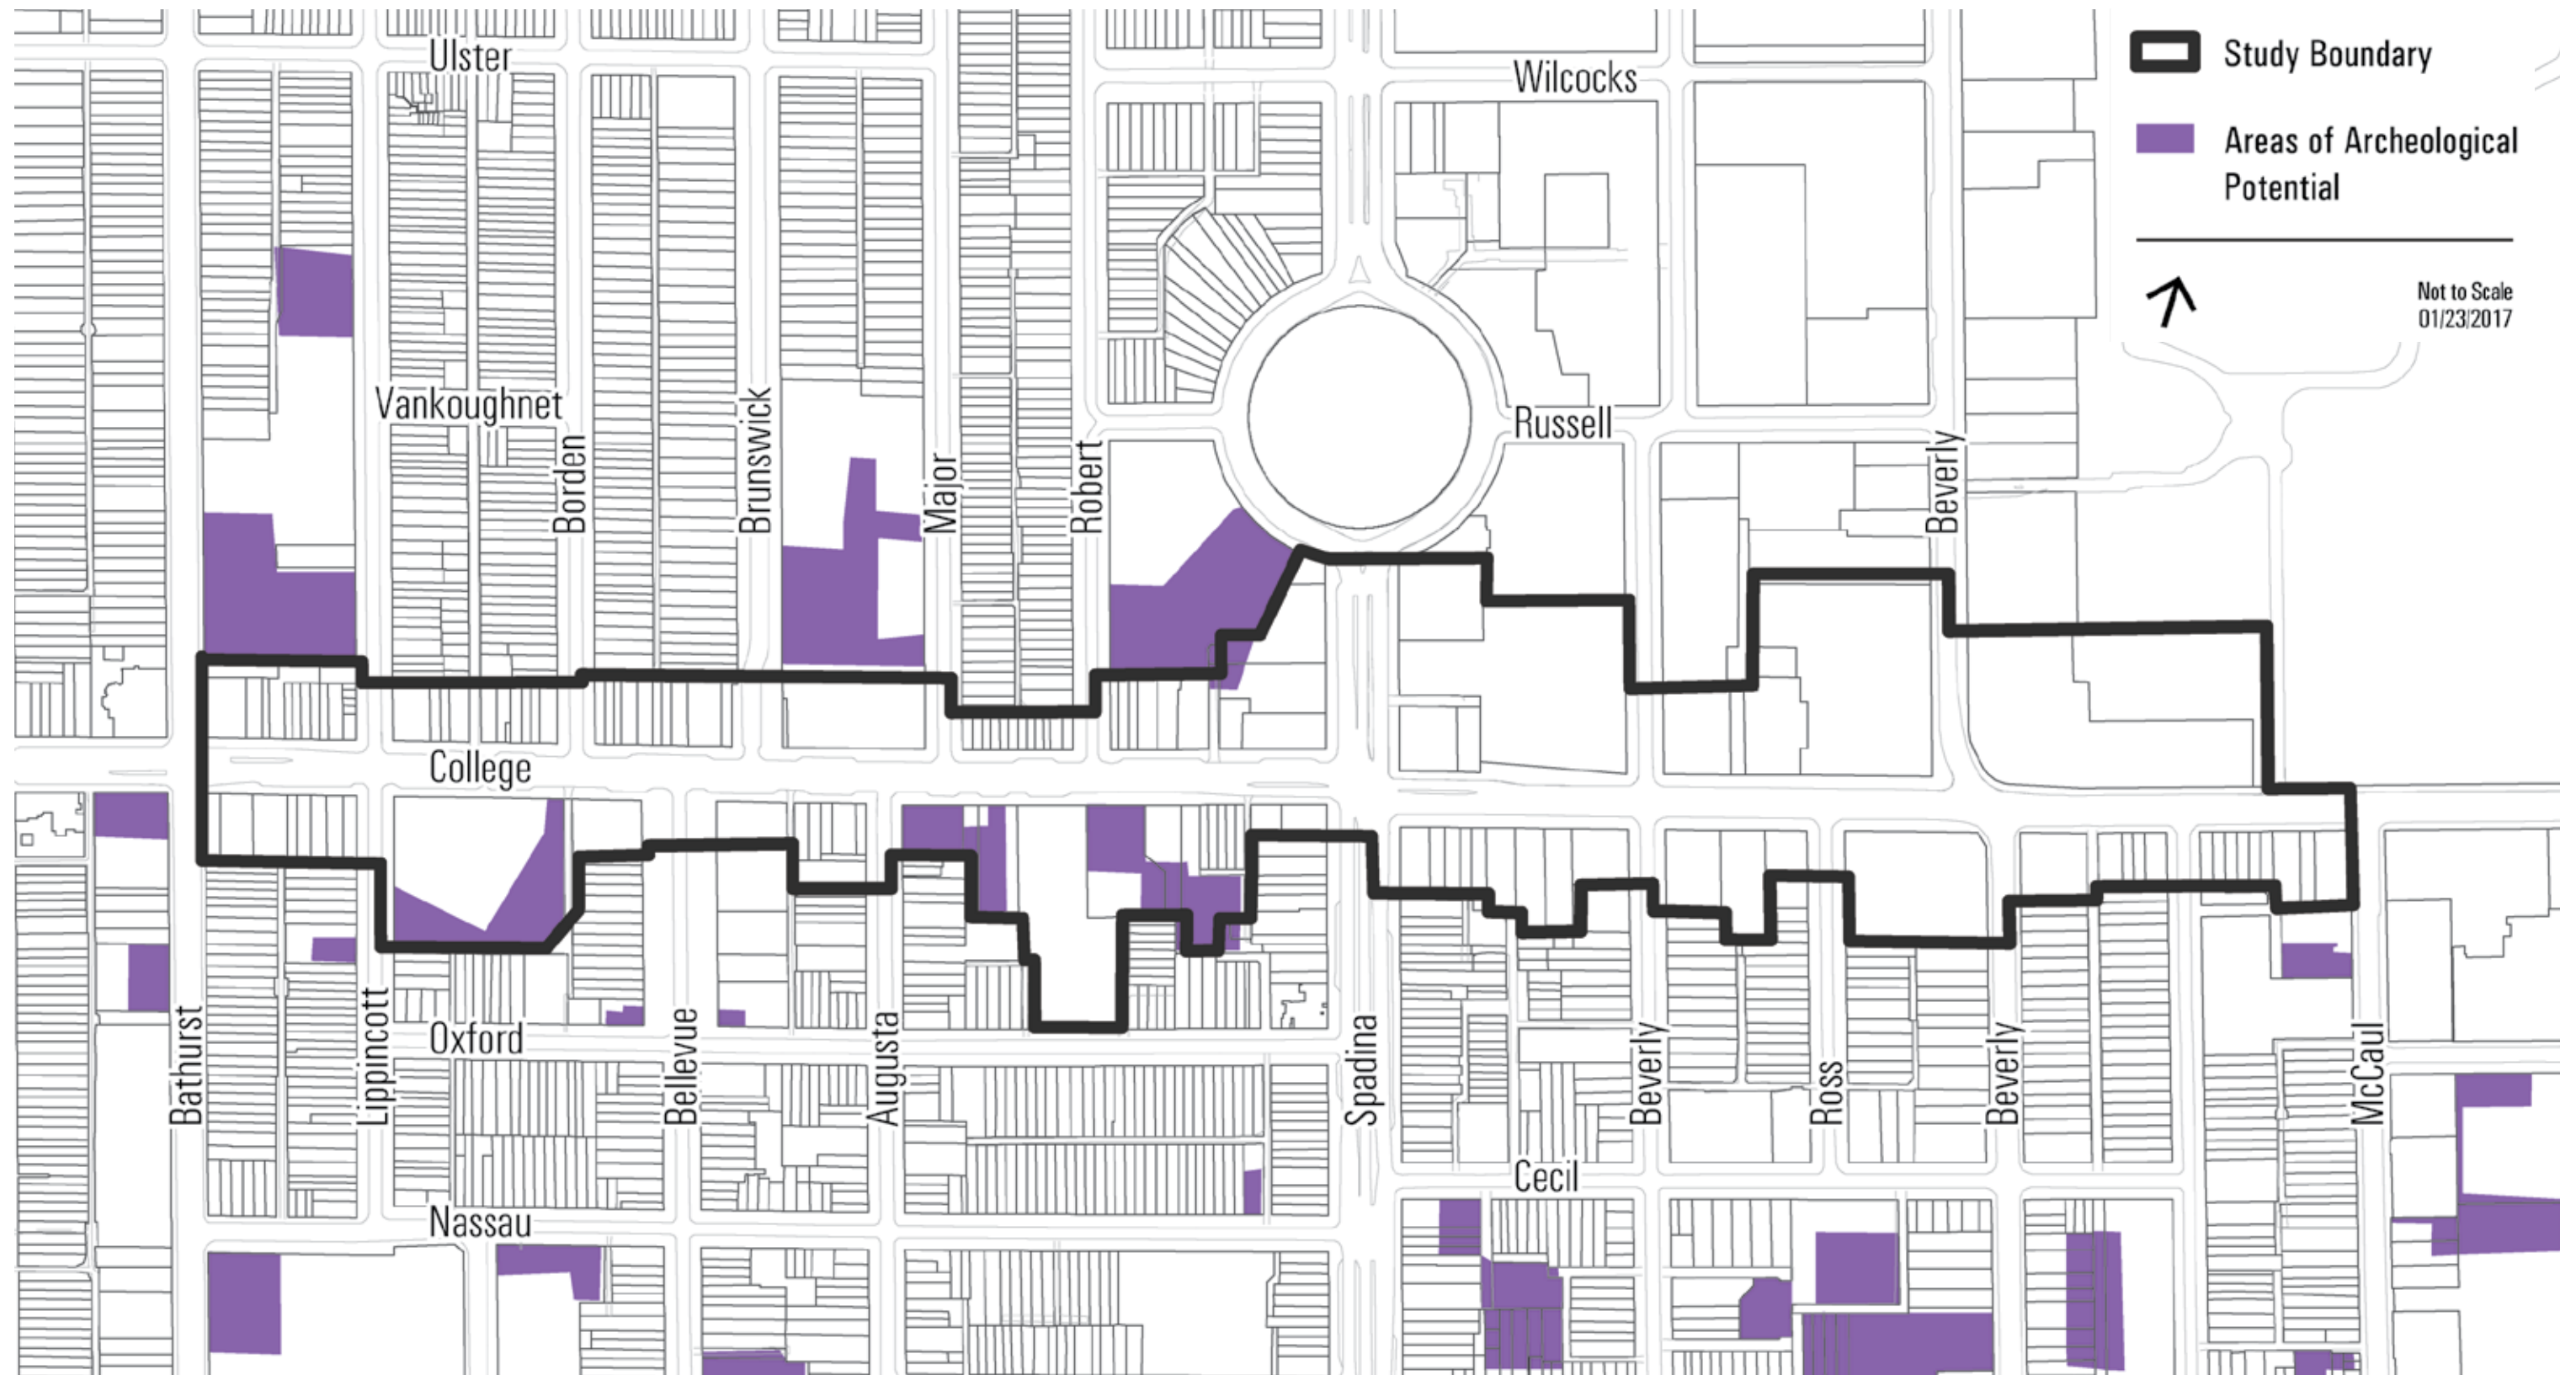 Ulster
Wilcocks
Study Boundary
Areas of Archeological
Potential
Not to Scale
01/23/2017
Vankoughnet
Borden
Brunswick
Major
Robert
Russell
Beverly
College
Bathurst
Lippincott
Oxford
Bellevue
Augusta
Spadina
Beverly
Ross
Beverly
McCaul
Cecil
Nassau